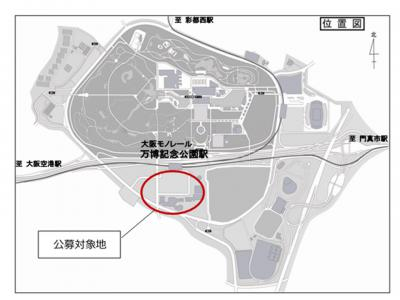 至 彩都西駅
位置図
北
大阪モノレール
万博記念公園駅
至 門真市駅
至 大阪空港駅
公募対象地